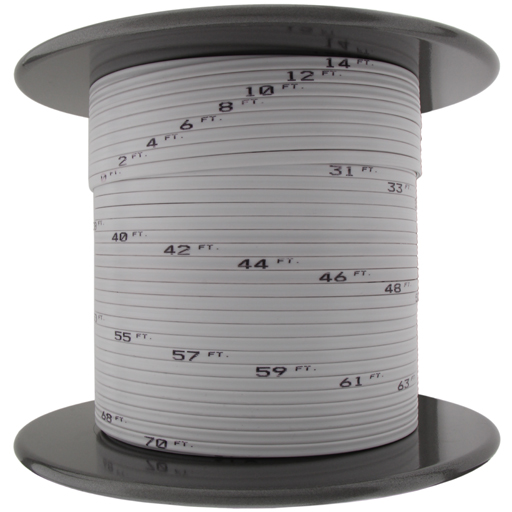 14 FT.
12 FT.
10 FT.
8 FT.
6 FT.
4 FT.
2 FT.
31 FT.
33 FT.
40 FT.
42 FT.
44 FT.
46 FT.
48 FT.
55 FT.
57 FT.
59 FT.
61 FT.
63 FT.
68 FT.
70 FT.